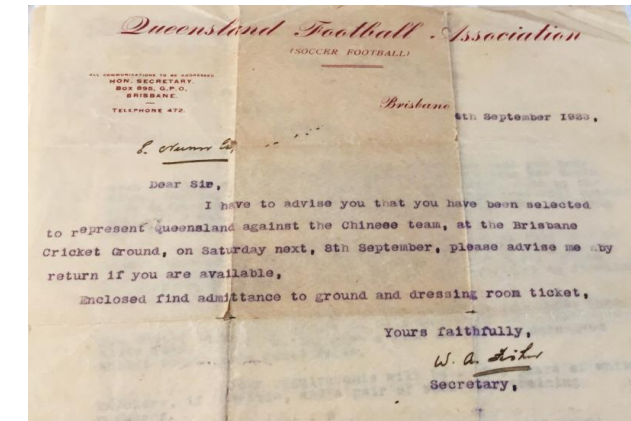 Queensland Football Association
(SOCCER FOOTBALL)
ALL COMMUNICATIONS TO BE ADDRESSED
HON. SECRETARY.
BOX 895, G.P.O.
BRISBANE.
TELEPHONE 472.
Brisbane
th September 1923,
Dear Sir,
I have to advise you that you have been selected
to represent Queensland against the Chinese team, at the Brisbane
Cricket Ground, on Saturday next, 8th September, please advise me by
return if you are available,
Enclosed find admittance to ground and dressing room ticket,
Yours faithfully,
W. A. Fisher
Secretary,